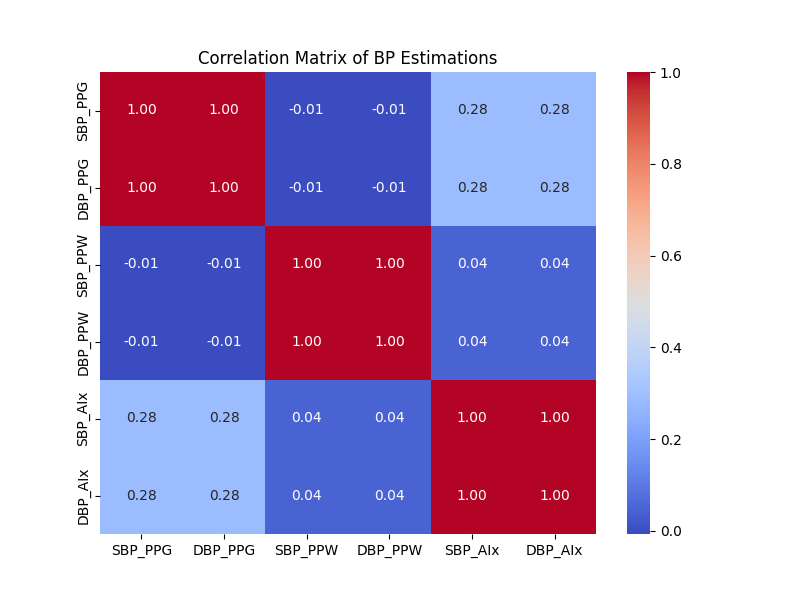 Correlation Matrix of BP Estimations
SBP_PPG 1.00 1.00 -0.01 -0.01 0.28 0.28
DBP_PPG 1.00 1.00 -0.01 -0.01 0.28 0.28
SBP_PPW -0.01 -0.01 1.00 1.00 0.04 0.04
DBP_PPW -0.01 -0.01 1.00 1.00 0.04 0.04
SBP_AIx 0.28 0.28 0.04 0.04 1.00 1.00
DBP_AIx 0.28 0.28 0.04 0.04 1.00 1.00
SBP_PPG DBP_PPG SBP_PPW DBP_PPW SBP_AIx DBP_AIx
1.0
0.8
0.6
0.4
0.2
0.0